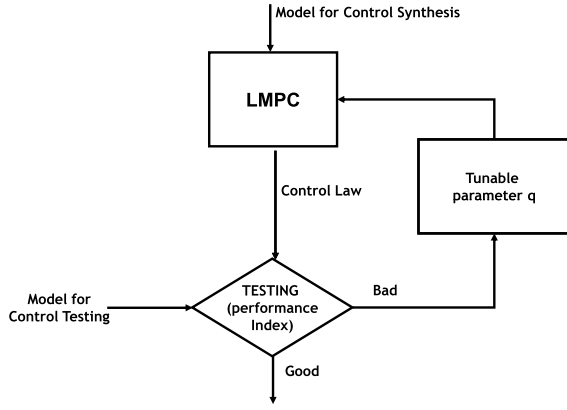 Model for Control Synthesis
LMPC
Tunable
parameter q
Control Law
TESTING
(performance
Index)
Bad
Model for
Control Testing
Good